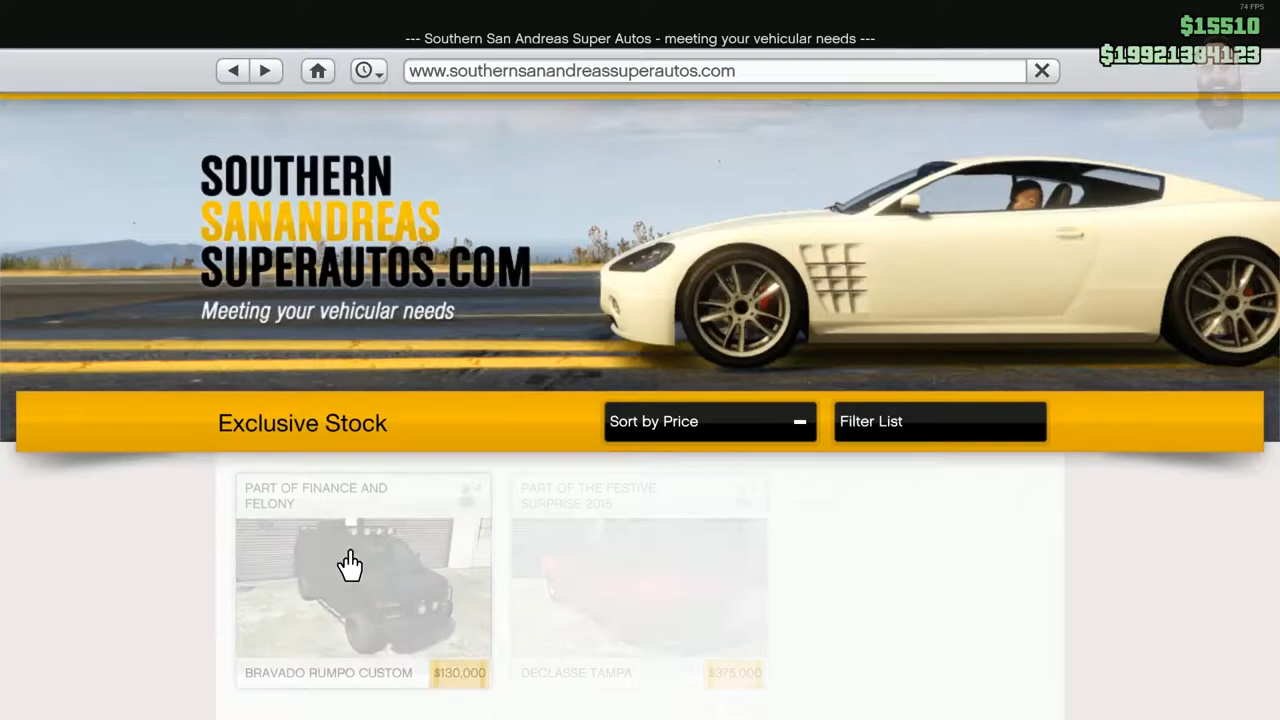 74 FPS
$15510
--- Southern San Andreas Super Autos - meeting your vehicular needs ---
$19921384123
www.southernsanandreassuperautos.com
SOUTHERN
SANANDREAS
SUPERAUTOS.COM
Meeting your vehicular needs
Exclusive Stock
Sort by Price
Filter List
PART OF FINANCE AND
FELONY
4
PART OF THE FESTIVE
SURPRISE 2015
BRAVADO RUMPO CUSTOM
$130,000
DECLASSE TAMPA
$375,000